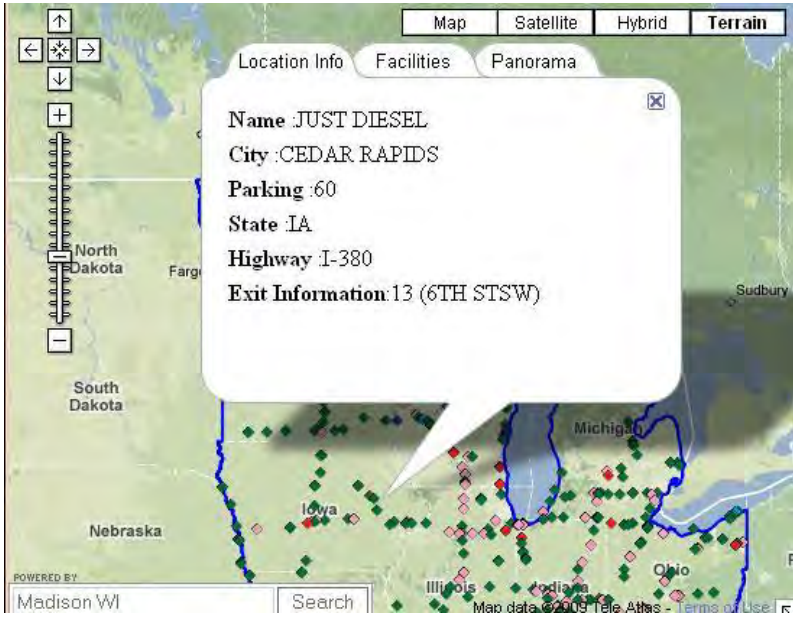 Map Satellite Hybrid Terrain
Location Info Facilities Panorama
Name :JUST DIESEL
City :CEDAR RAPIDS
Parking :60
State :IA
Highway :I-380
Exit Information:13 (6TH STSW)
North
Dakota
Farg
Sudbury
South
Dakota
Michigan
Iowa
Nebraska
Illinois
Indiana
Ohio
POWERED BY
Madison WI Search
Map data ©2009 Tele Atlas - Terms of Use